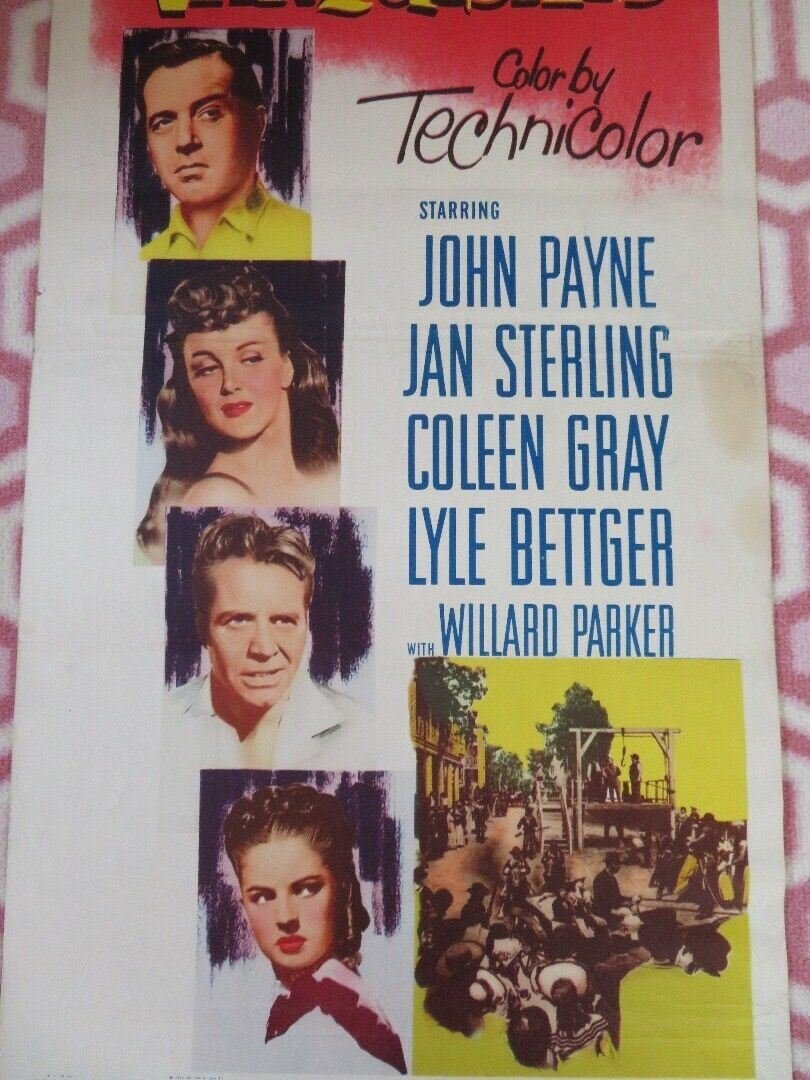 Color by
Technicolor
STARRING
JOHN PAYNE
JAN STERLING
COLEEN GRAY
LYLE BETTGER
WITH WILLARD PARKER